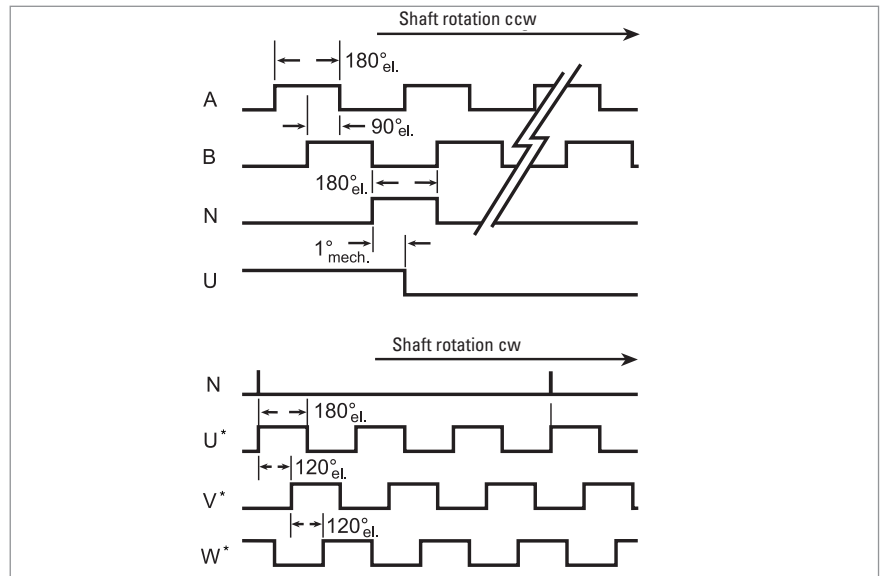 Shaft rotation ccw
180°el.
A
90°el.
B
180°el.
N
1°mech.
U
Shaft rotation cw
N
180°el.
U*
120°el.
V*
120°el.
W*